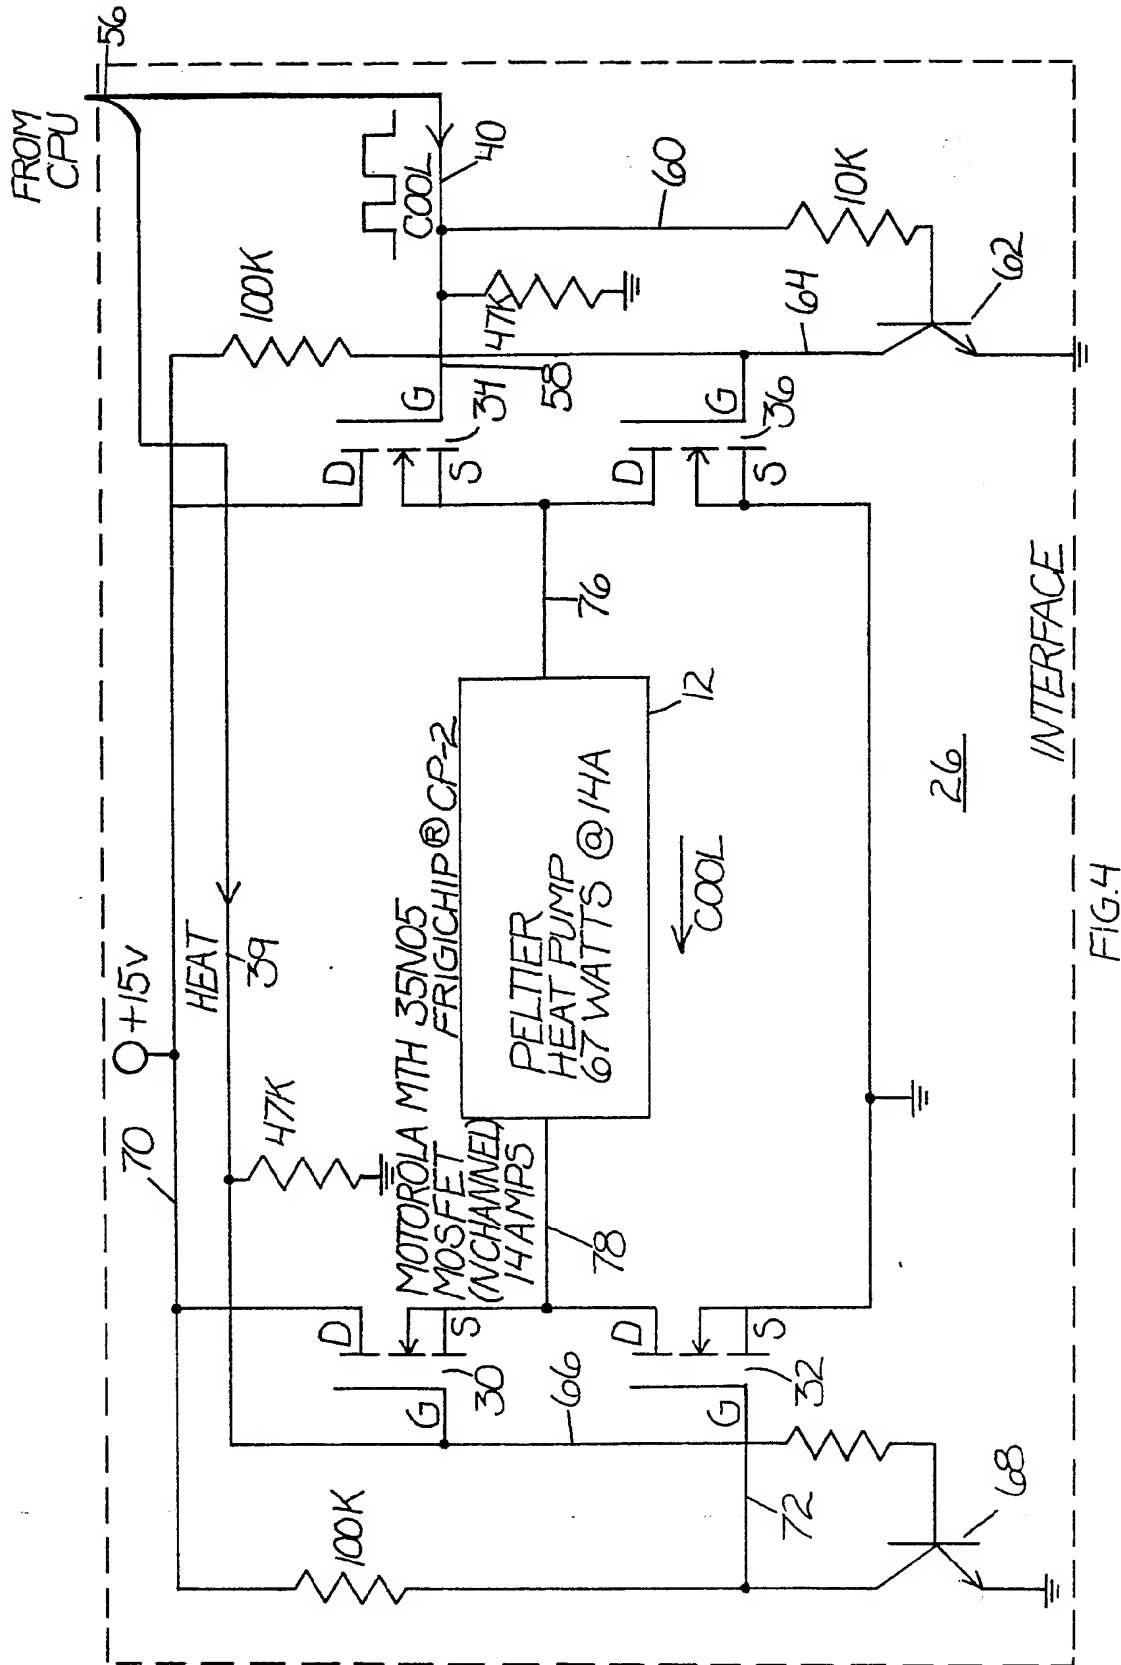 FROM
CPU
56
+15V
70
HEAT
39
100K
47K
100K
COOL
40
47K
58
60
10K
62
64
MOTOROLA MTH 35N05
MOSFET
(N CHANNEL)
14 AMPS
FRIGICHIP® CP-2
D
G
S
30
D
G
S
34
66
78
PELTIER
HEAT PUMP
67 WATTS @ 14A
12
76
COOL
D
G
S
32
D
G
S
36
72
68
26
INTERFACE
FIG.4